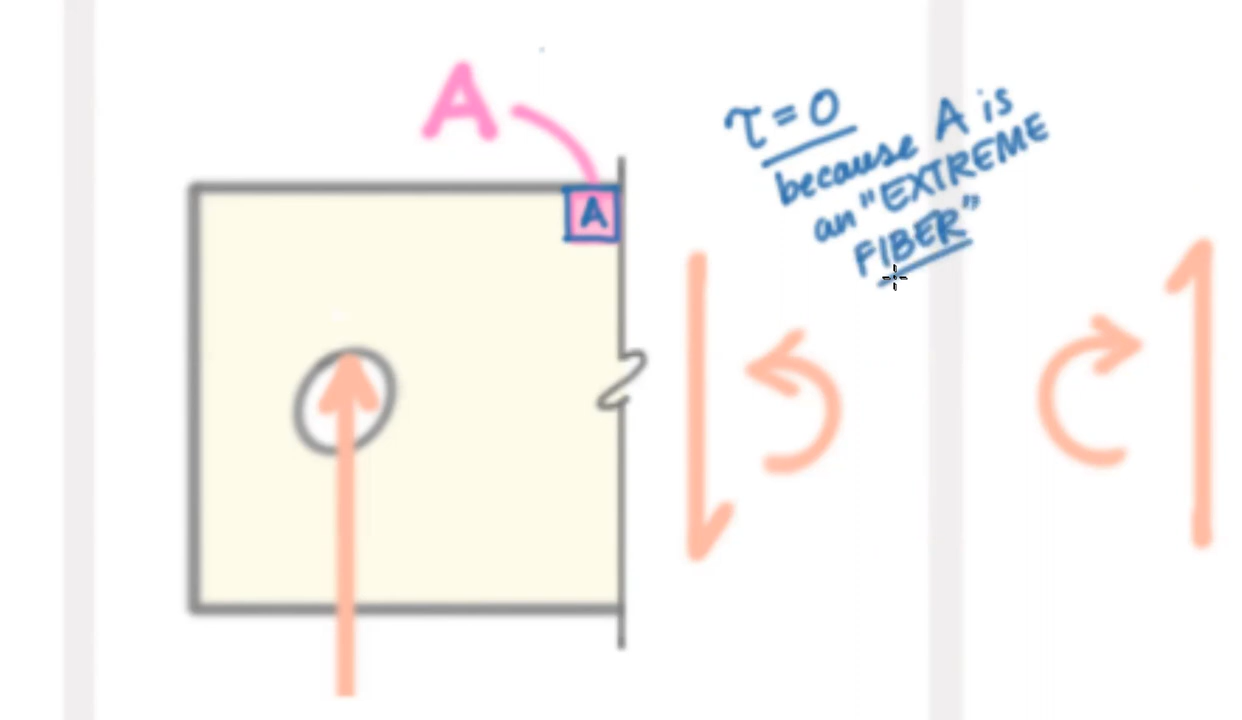 A
A
τ = 0
because A is
an "EXTREME
FIBER"